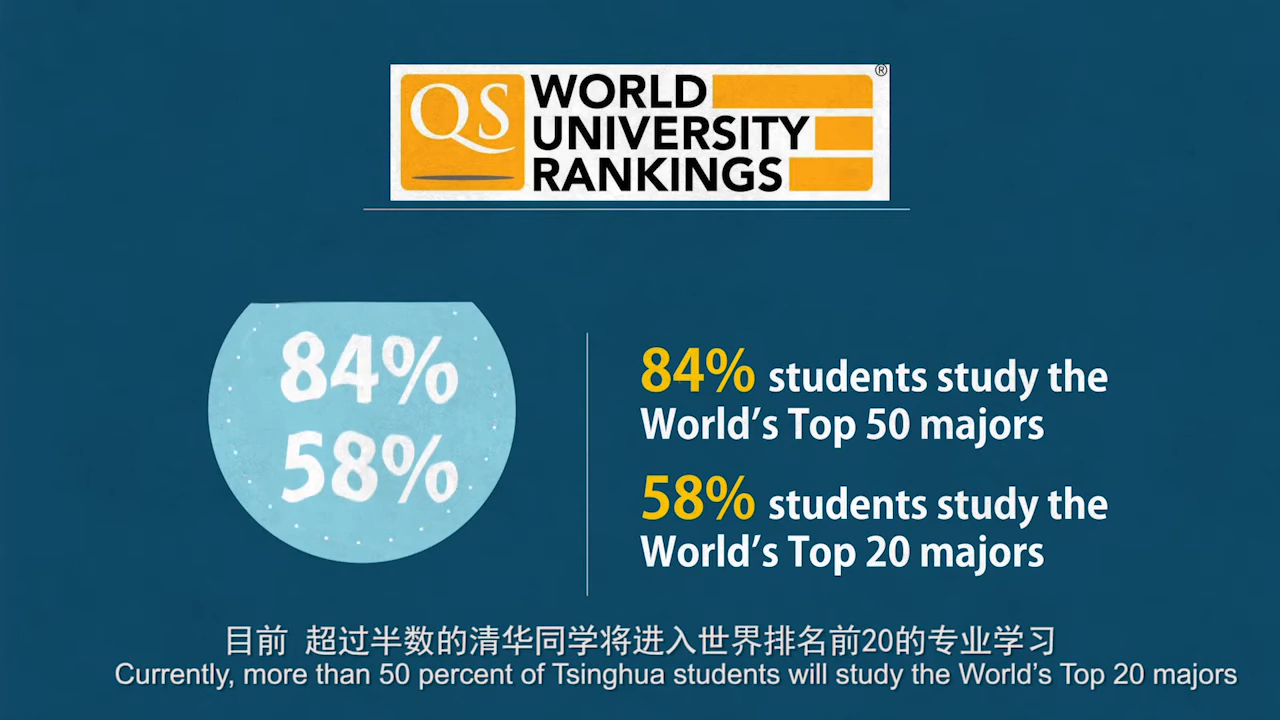 QS
WORLD
UNIVERSITY
RANKINGS
®
84%
58%
84% students study the
World’s Top 50 majors
58% students study the
World’s Top 20 majors
目前 超过半数的清华同学将进入世界排名前20的专业学习
Currently, more than 50 percent of Tsinghua students will study the World’s Top 20 majors